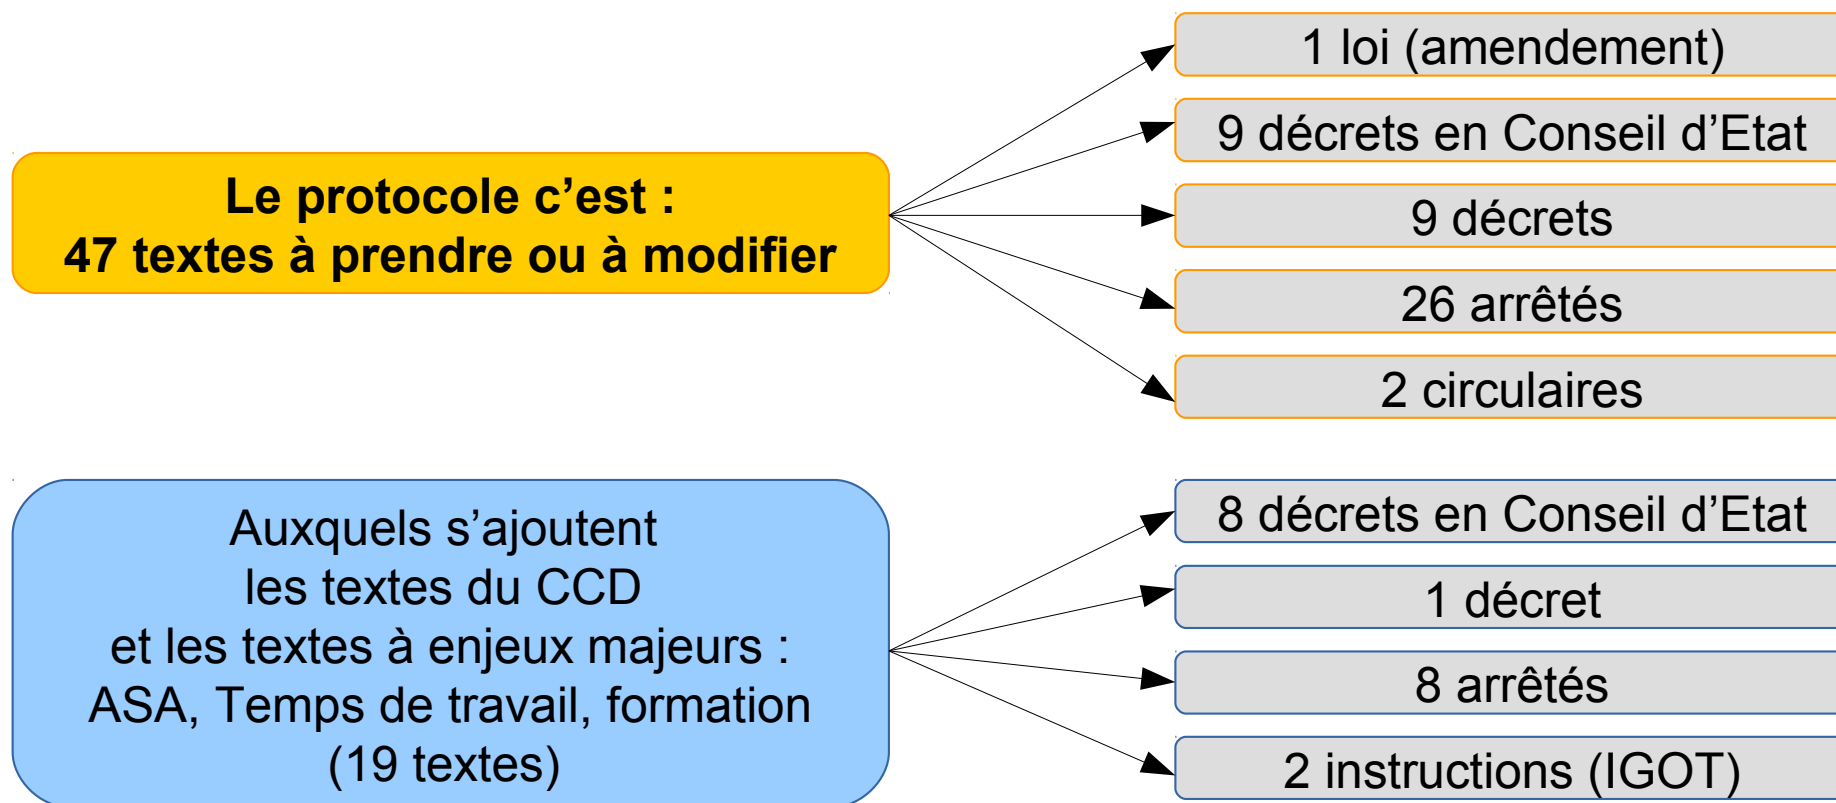 Le protocole c’est :
47 textes à prendre ou à modifier
1 loi (amendement)
9 décrets en Conseil d’Etat
9 décrets
26 arrêtés
2 circulaires
Auxquels s’ajoutent
les textes du CCD
et les textes à enjeux majeurs :
ASA, Temps de travail, formation
(19 textes)
8 décrets en Conseil d’Etat
1 décret
8 arrêtés
2 instructions (IGOT)